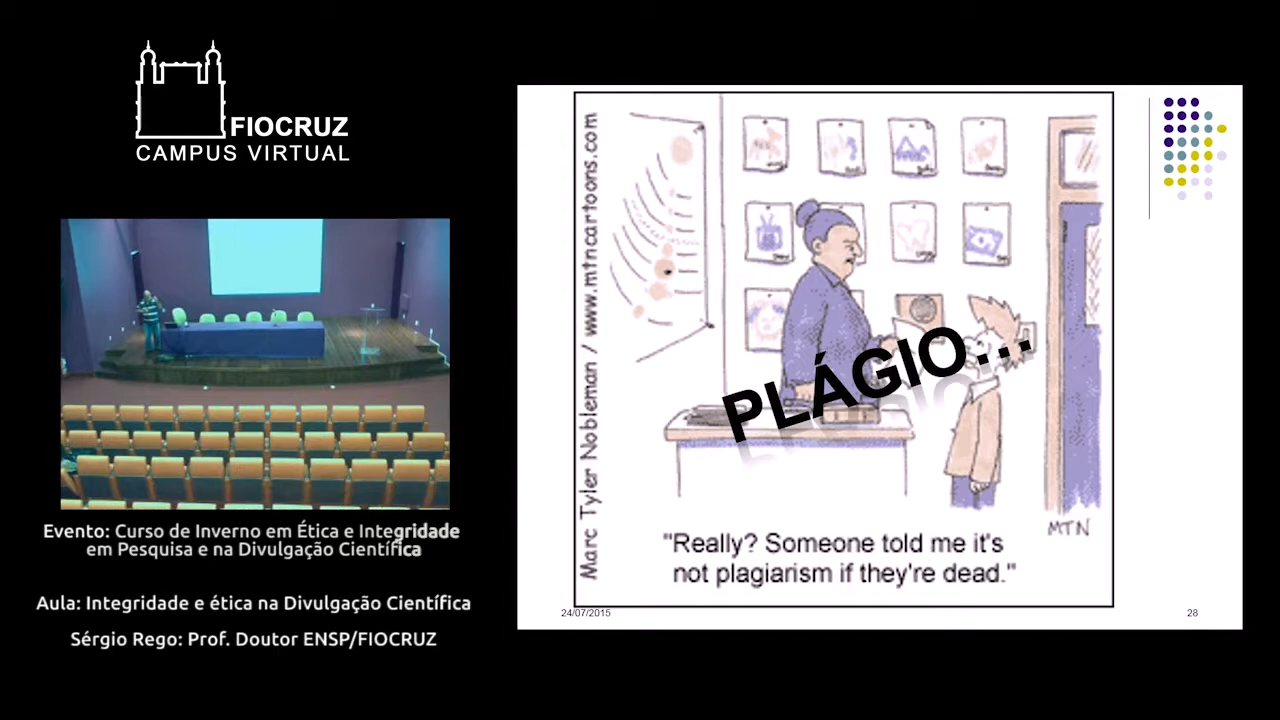 FIOCRUZ
CAMPUS VIRTUAL
Evento: Curso de Inverno em Ética e Integridade
em Pesquisa e na Divulgação Científica
Aula: Integridade e ética na Divulgação Científica
Sérgio Rego: Prof. Doutor ENSP/FIOCRUZ
Marc Tyler Nobleman / www.mtncartoons.com
PLÁGIO...
MTN
"Really? Someone told me it's
not plagiarism if they're dead."
24/07/2015
28